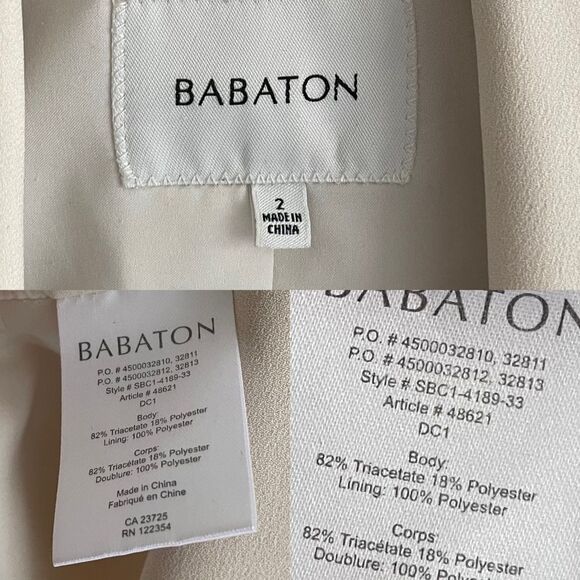 BABATON
2
MADE IN
CHINA
BABATON
P.O. # 4500032810, 32811
P.O. # 4500032812, 32813
Style # SBC1-4189-33
Article # 48621
DC1
Body:
82% Triacetate 18% Polyester
Lining: 100% Polyester
Corps:
82% Triacétate 18% Polyester
Doublure: 100% Polyester
Made in China
Fabriqué en Chine
CA 23725
RN 122354
BABATON
P.O. # 4500032810, 32811
P.O. # 4500032812, 32813
Style # SBC1-4189-33
Article # 48621
DC1
Body:
82% Triacetate 18% Polyester
Lining: 100% Polyester
Corps:
82% Triacétate 18% Polyester
Doublure: 100% Polyester